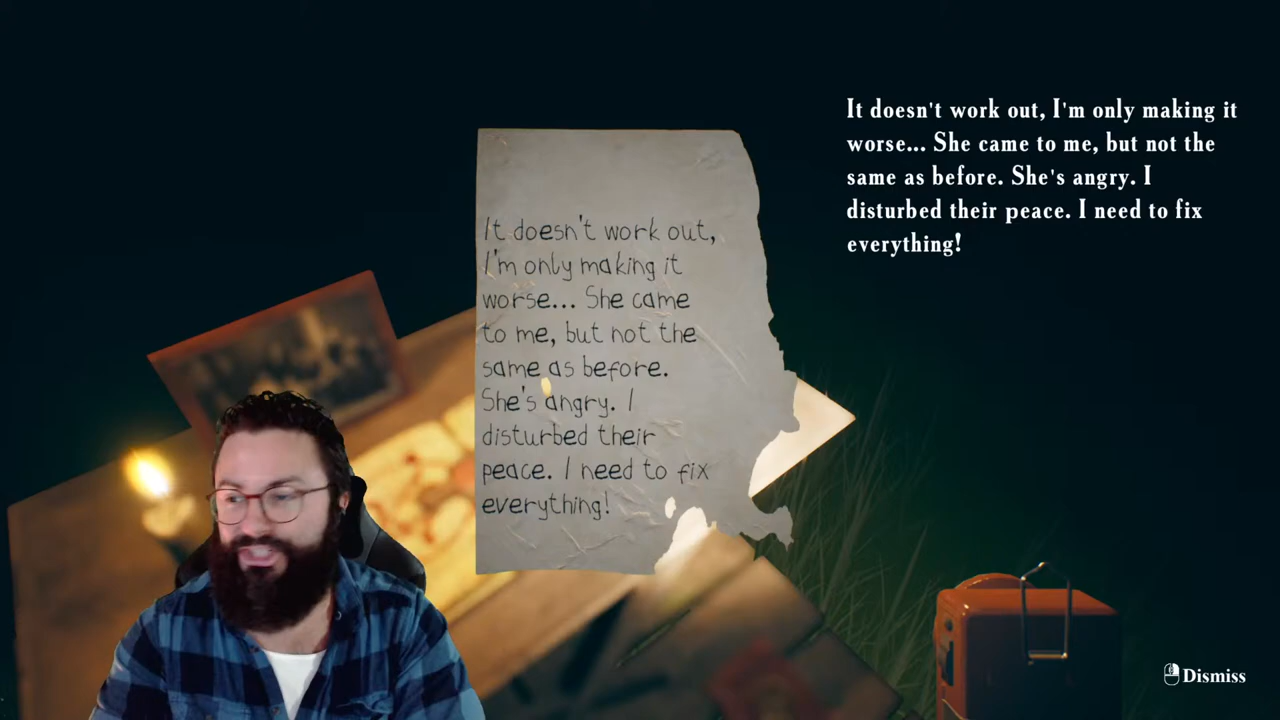 It doesn't work out,
I'm only making it
worse... She came
to me, but not the
same as before.
She's angry. I
disturbed their
peace. I need to fix
everything!
It doesn't work out, I'm only making it
worse... She came to me, but not the
same as before. She's angry. I
disturbed their peace. I need to fix
everything!
Dismiss